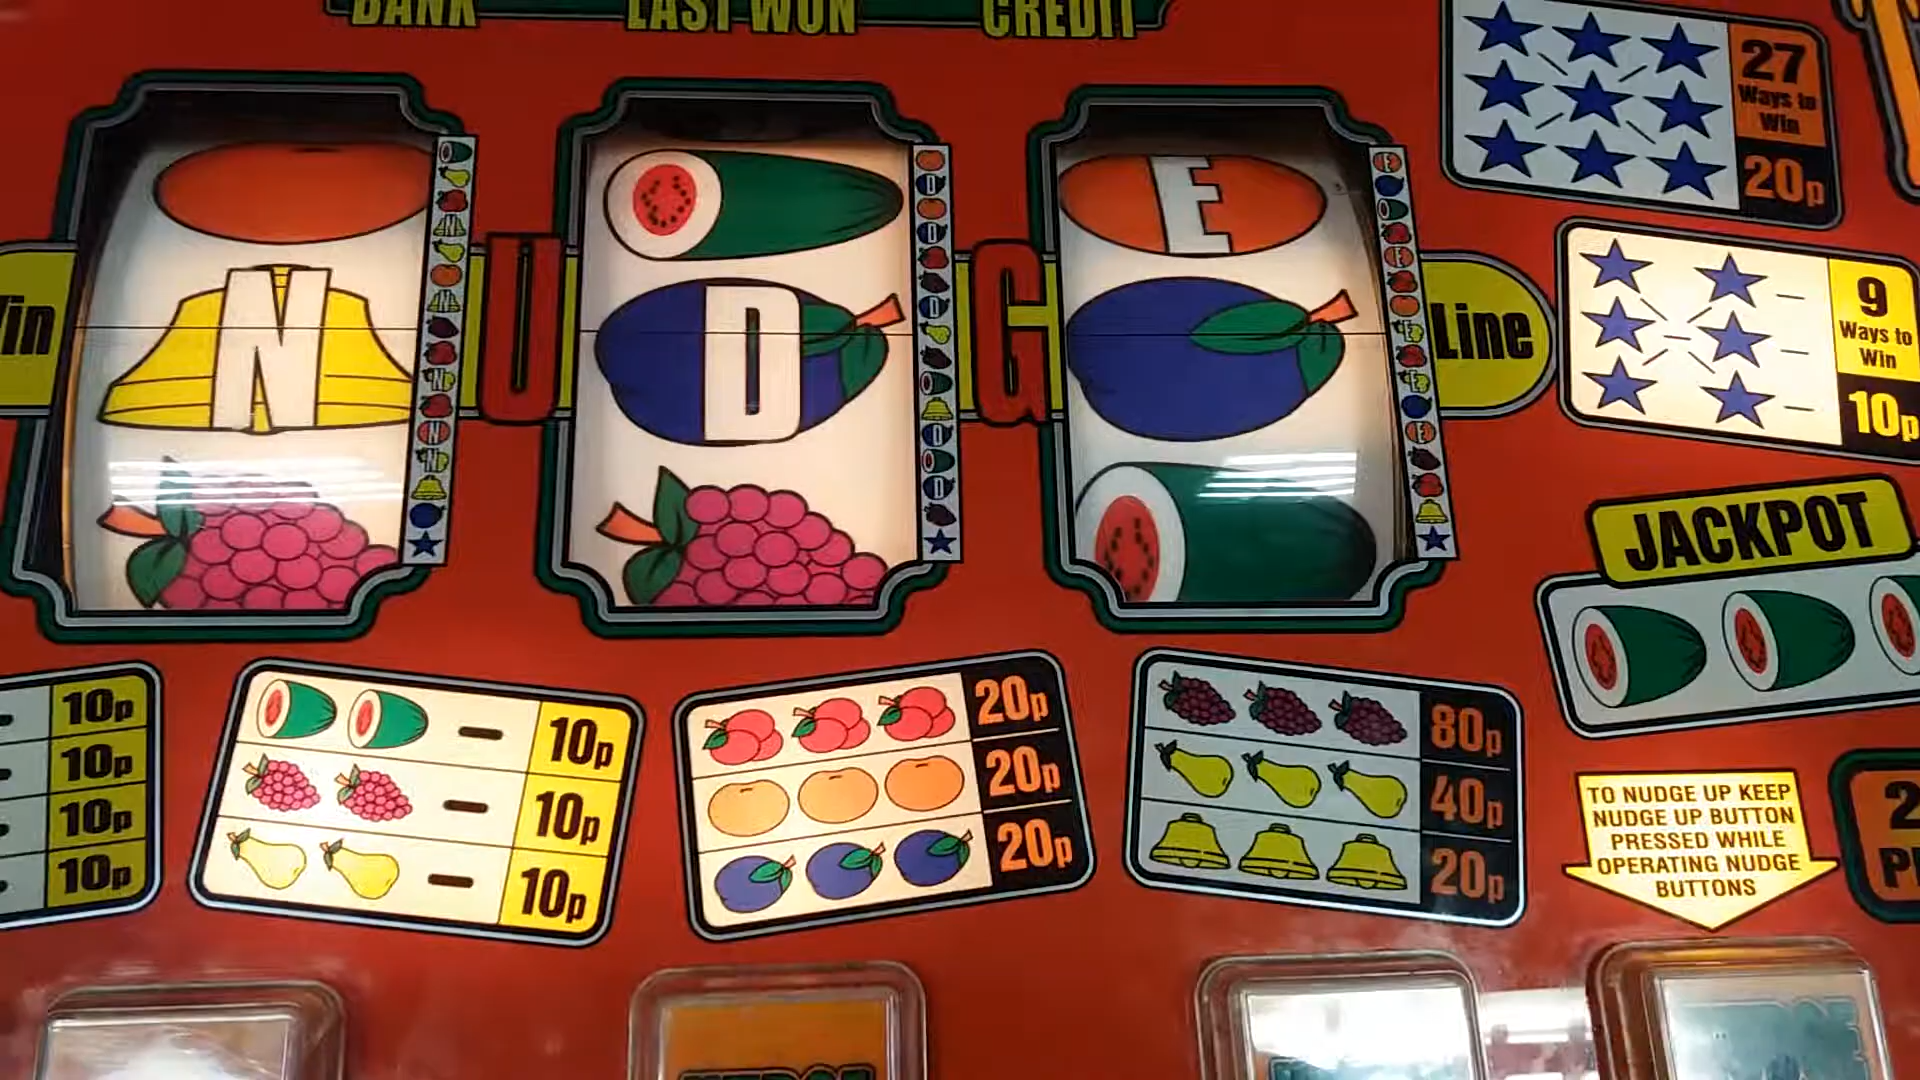 BANK
LAST WON
CREDIT
N U D G E
Win
Line
27
Ways to
Win
20p
9
Ways to
Win
10p
JACKPOT
10p
10p
10p
10p
10p
10p
10p
20p
20p
20p
80p
40p
20p
TO NUDGE UP KEEP
NUDGE UP BUTTON
PRESSED WHILE
OPERATING NUDGE
BUTTONS